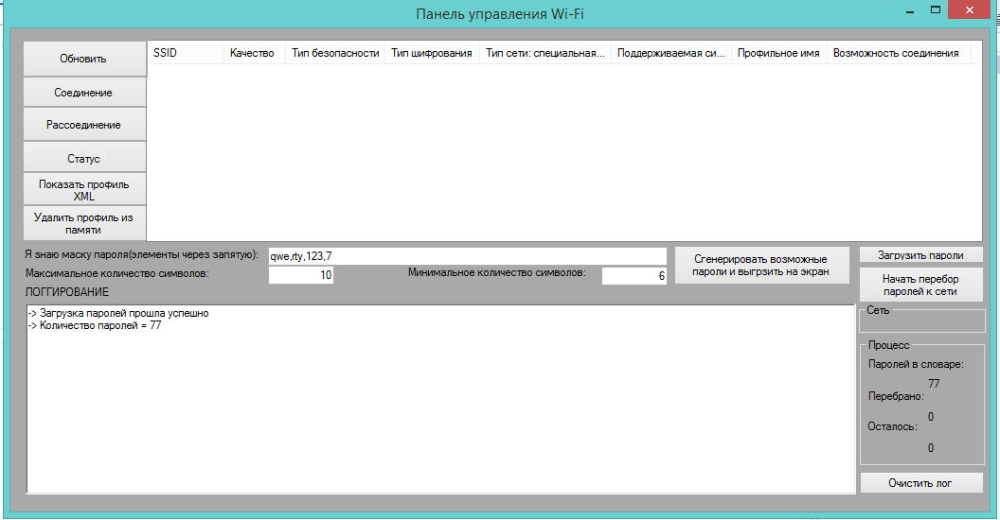 Панель управления Wi-Fi
Обновить
Соединение
Рассоединение
Статус
Показать профиль
XML
Удалить профиль из
памяти
SSID Качество Тип безопасности Тип шифрования Тип сети: специальная... Поддерживаемая си... Профильное имя Возможность соединения
Я знаю маску пароля(элементы через запятую): qwe,rty,123,7
Максимальное количество символов: 10 Минимальное количество символов: 6
Сгенерировать возможные
пароли и выгрзить на экран
Загрузить пароли
Начать перебор
паролей к сети
ЛОГГИРОВАНИЕ
-> Загрузка паролей прошла успешно
-> Количество паролей = 77
Сеть
Процесс
Паролей в словаре:
77
Перебрано:
0
Осталось:
0
Очистить лог